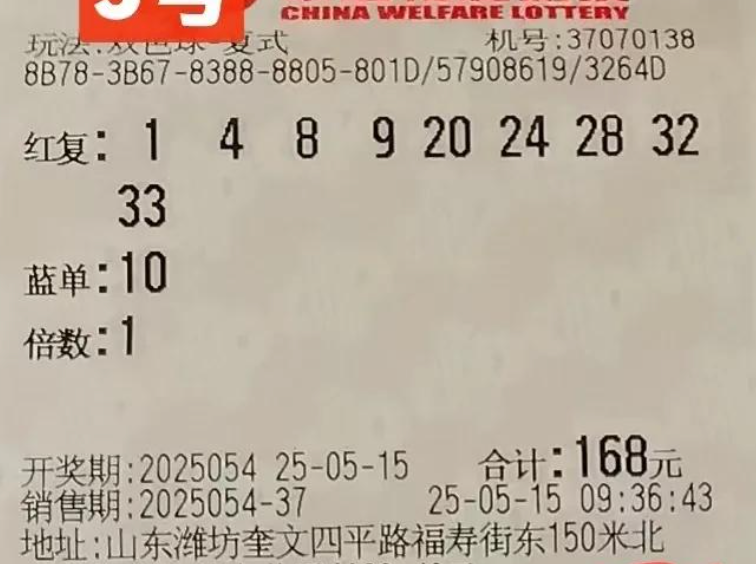 5号
CHINA WELFARE LOTTERY
玩法:双色球-复式 机号:37070138
8B78-3B67-8388-8805-801D/57908619/3264D
红复: 1 4 8 9 20 24 28 32
33
蓝单:10
倍数:1
开奖期:2025054 25-05-15 合计:168元
销售期:2025054-37 25-05-15 09:36:43
地址:山东潍坊奎文四平路福寿街东150米北